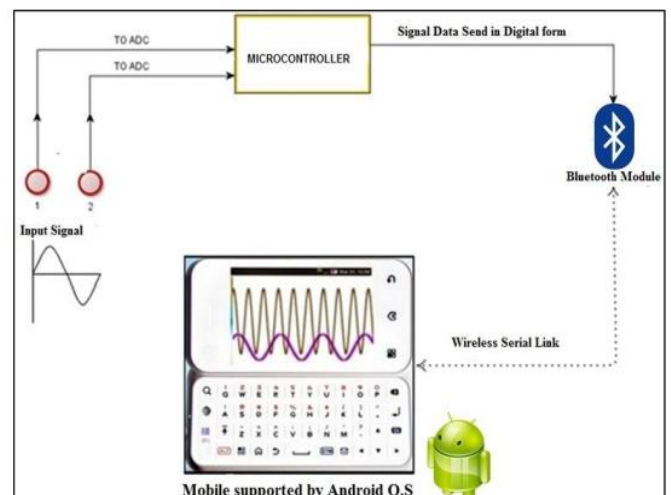 Signal Data Send in Digital form
TO ADC
TO ADC
MICROCONTROLLER
Bluetooth Module
1
2
Input Signal
Wireless Serial Link
Q W E R T Y U I O P
A S D F G H J K L
Z X C V B N M
Mobile supported by Android O.S